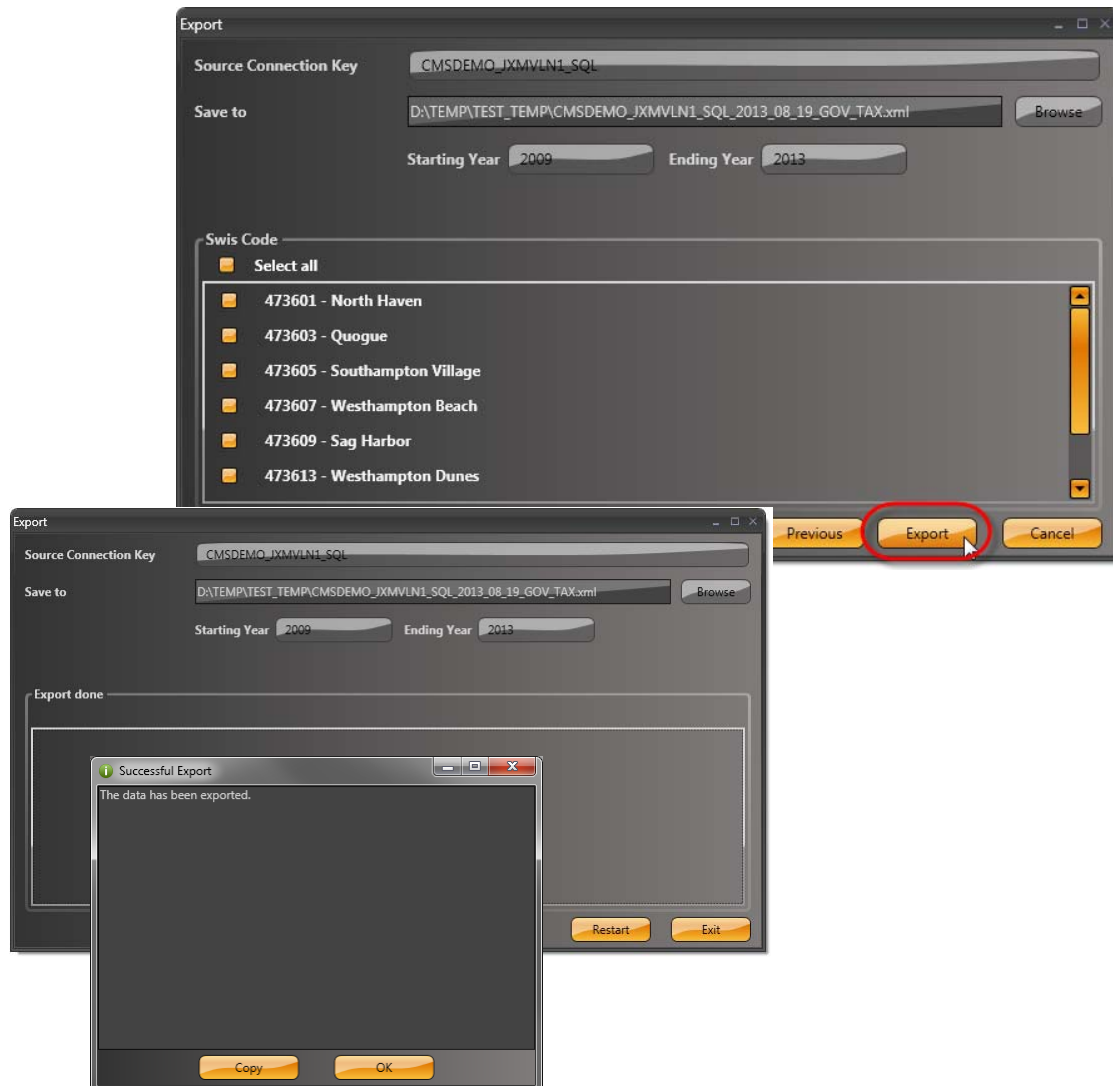 Export
Source Connection Key CMSDEMO_JXMVLN1_SQL
Save to D:\TEMP\TEST_TEMP\CMSDEMO_JXMVLN1_SQL_2013_08_19_GOV_TAX.xml Browse
Starting Year 2009 Ending Year 2013
Swis Code
Select all
473601 - North Haven
473603 - Quogue
473605 - Southampton Village
473607 - Westhampton Beach
473609 - Sag Harbor
473613 - Westhampton Dunes
Previous Export Cancel
Export
Source Connection Key CMSDEMO_JXMVLN1_SQL
Save to D:\TEMP\TEST_TEMP\CMSDEMO_JXMVLN1_SQL_2013_08_19_GOV_TAX.xml Browse
Starting Year 2009 Ending Year 2013
Export done
Successful Export
The data has been exported.
Restart Exit
Copy OK